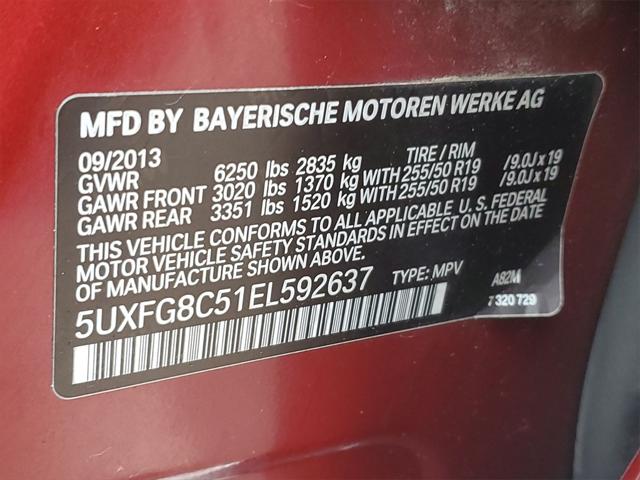 MFD BY BAYERISCHE MOTOREN WERKE AG
09/2013 TIRE / RIM
GVWR 6250 lbs 2835 kg
GAWR FRONT 3020 lbs 1370 kg WITH 255/50 R19 /9.0J x 19
GAWR REAR 3351 lbs 1520 kg WITH 255/50 R19 /9.0J x 19
THIS VEHICLE CONFORMS TO ALL APPLICABLE U. S. FEDERAL
MOTOR VEHICLE SAFETY STANDARDS IN EFFECT ON THE DATE
OF MANUFACTURE SHOWN ABOVE.
5UXFG8C51EL592637 TYPE: MPV A82M
7 320 729